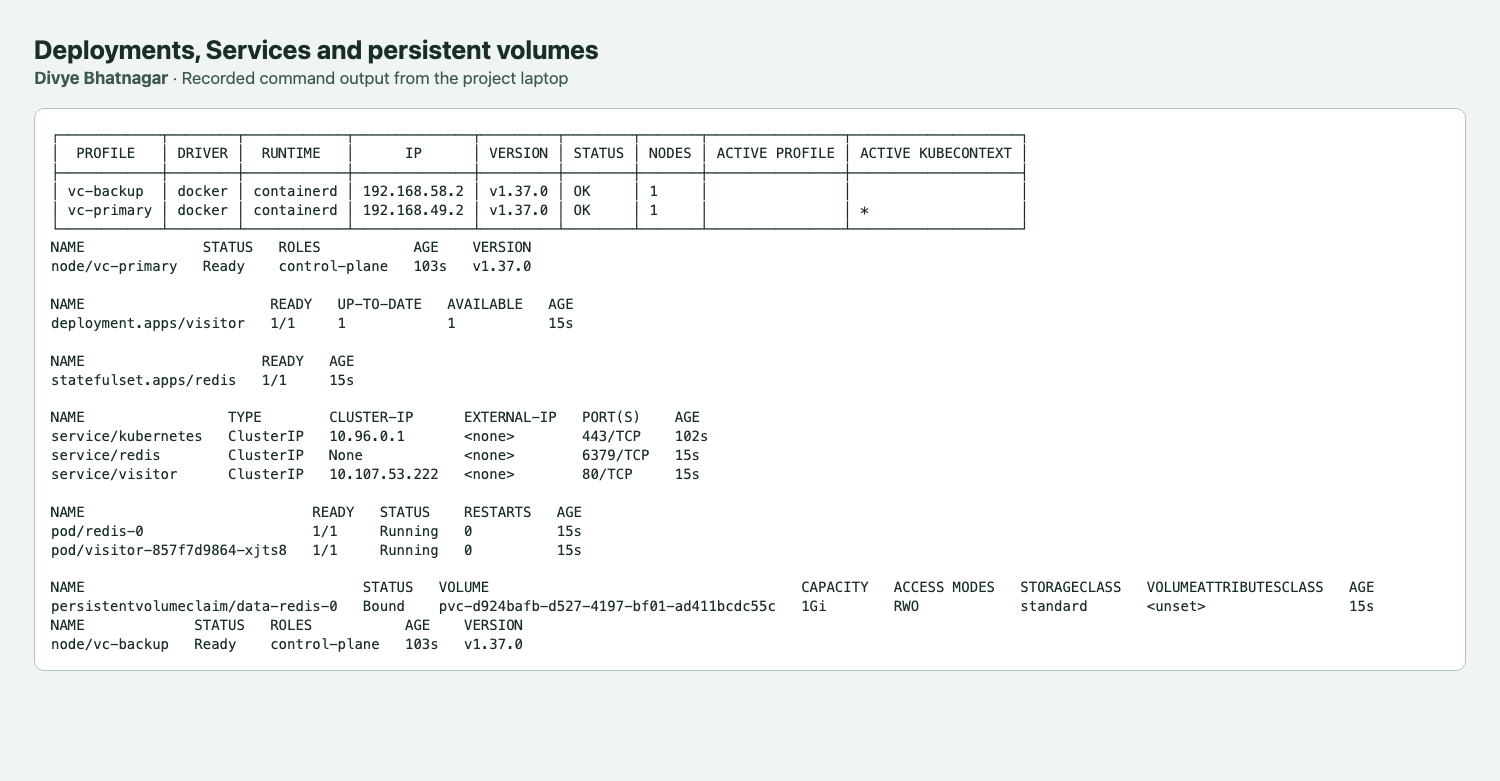 Deployments, Services and persistent volumes
Divye Bhatnagar · Recorded command output from the project laptop
PROFILE DRIVER RUNTIME IP VERSION STATUS NODES ACTIVE PROFILE ACTIVE KUBECONTEXT
vc-backup docker containerd 192.168.58.2 v1.37.0 OK 1
vc-primary docker containerd 192.168.49.2 v1.37.0 OK 1 *
NAME STATUS ROLES AGE VERSION
node/vc-primary Ready control-plane 103s v1.37.0
NAME READY UP-TO-DATE AVAILABLE AGE
deployment.apps/visitor 1/1 1 1 15s
NAME READY AGE
statefulset.apps/redis 1/1 15s
NAME TYPE CLUSTER-IP EXTERNAL-IP PORT(S) AGE
service/kubernetes ClusterIP 10.96.0.1 <none> 443/TCP 102s
service/redis ClusterIP None <none> 6379/TCP 15s
service/visitor ClusterIP 10.107.53.222 <none> 80/TCP 15s
NAME READY STATUS RESTARTS AGE
pod/redis-0 1/1 Running 0 15s
pod/visitor-857f7d9864-xjts8 1/1 Running 0 15s
NAME STATUS VOLUME CAPACITY ACCESS MODES STORAGECLASS VOLUMEATTRIBUTESCLASS AGE
persistentvolumeclaim/data-redis-0 Bound pvc-d924bafb-d527-4197-bf01-ad411bcdc55c 1Gi RWO standard <unset> 15s
NAME STATUS ROLES AGE VERSION
node/vc-backup Ready control-plane 103s v1.37.0